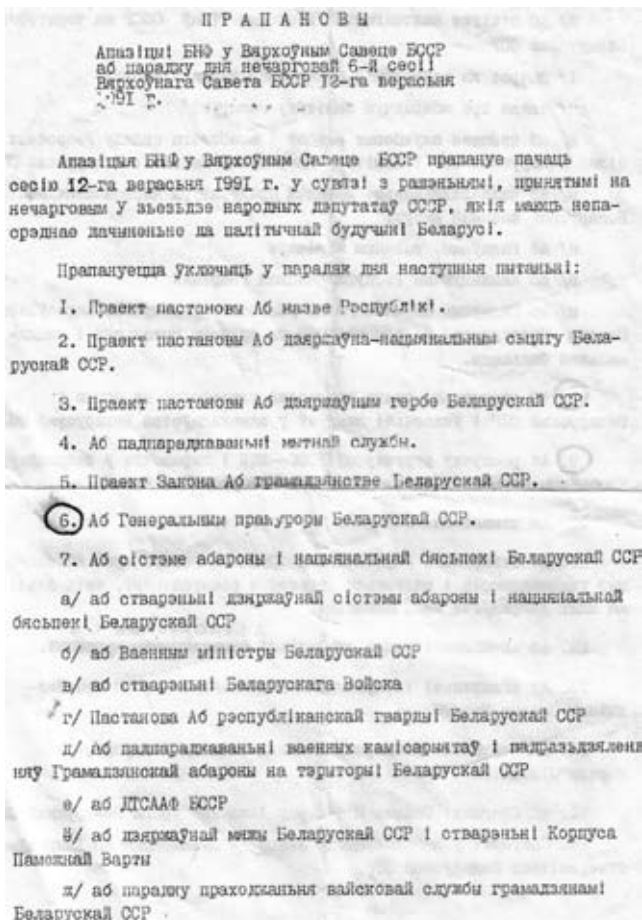 ПРАПАНОВЫ
Апазіцыі БНФ у Вярхоўным Савеце БССР
аб парадку дня нечарговай 6-й сесіі
Вярхоўнага Савета БССР 12-га верасьня
1991 г.
Апазіцыя БНФ у Вярхоўным Савеце БССР прапануе пачаць
сесію 12-га верасьня 1991 г. у сувязі з рашэньнямі, прынятымі на
нечарговым У зьезьдзе народных дэпутатаў СССР, якія маюць непа-
срэднае дачыненьне да палітычнай будучыні Беларусі.
Прапануецца ўключыць у парадак дня наступныя пытаньні:
1. Праект пастановы Аб назве Рэспублікі.
2. Праект пастановы Аб дзяржаўна-нацыянальным сьцягу Бела-
рускай ССР.
3. Праект пастановы Аб дзяржаўным гербе Беларускай ССР.
4. Аб падпарадкаваньні мытнай службы.
5. Праект Закона Аб грамадзянстве Беларускай ССР.
6. Аб Генеральным пракуроры Беларускай ССР.
7. Аб сістэме абароны і нацыянальнай бясьпекі Беларускай ССР
а/ аб стварэньні дзяржаўнай сістэмы абароны і нацыянальнай
бясьпекі Беларускай ССР
б/ аб Ваенным міністры Беларускай ССР
в/ аб стварэньні Беларускага Войска
г/ Пастанова Аб рэспубліканскай гвардыі Беларускай ССР
д/ аб падпарадкаваньні ваенных камісарыятаў і падразьдзялень
няў Грамадзянскай абароны на тэрыторыі Беларускай ССР
е/ аб ДТСААФ БССР
ё/ аб дзяржаўнай мяжы Беларускай ССР і стварэньні Корпуса
Памежнай Варты
ж/ аб парадку праходжаньня вайсковай службы грамадзянамі
Беларускай ССР